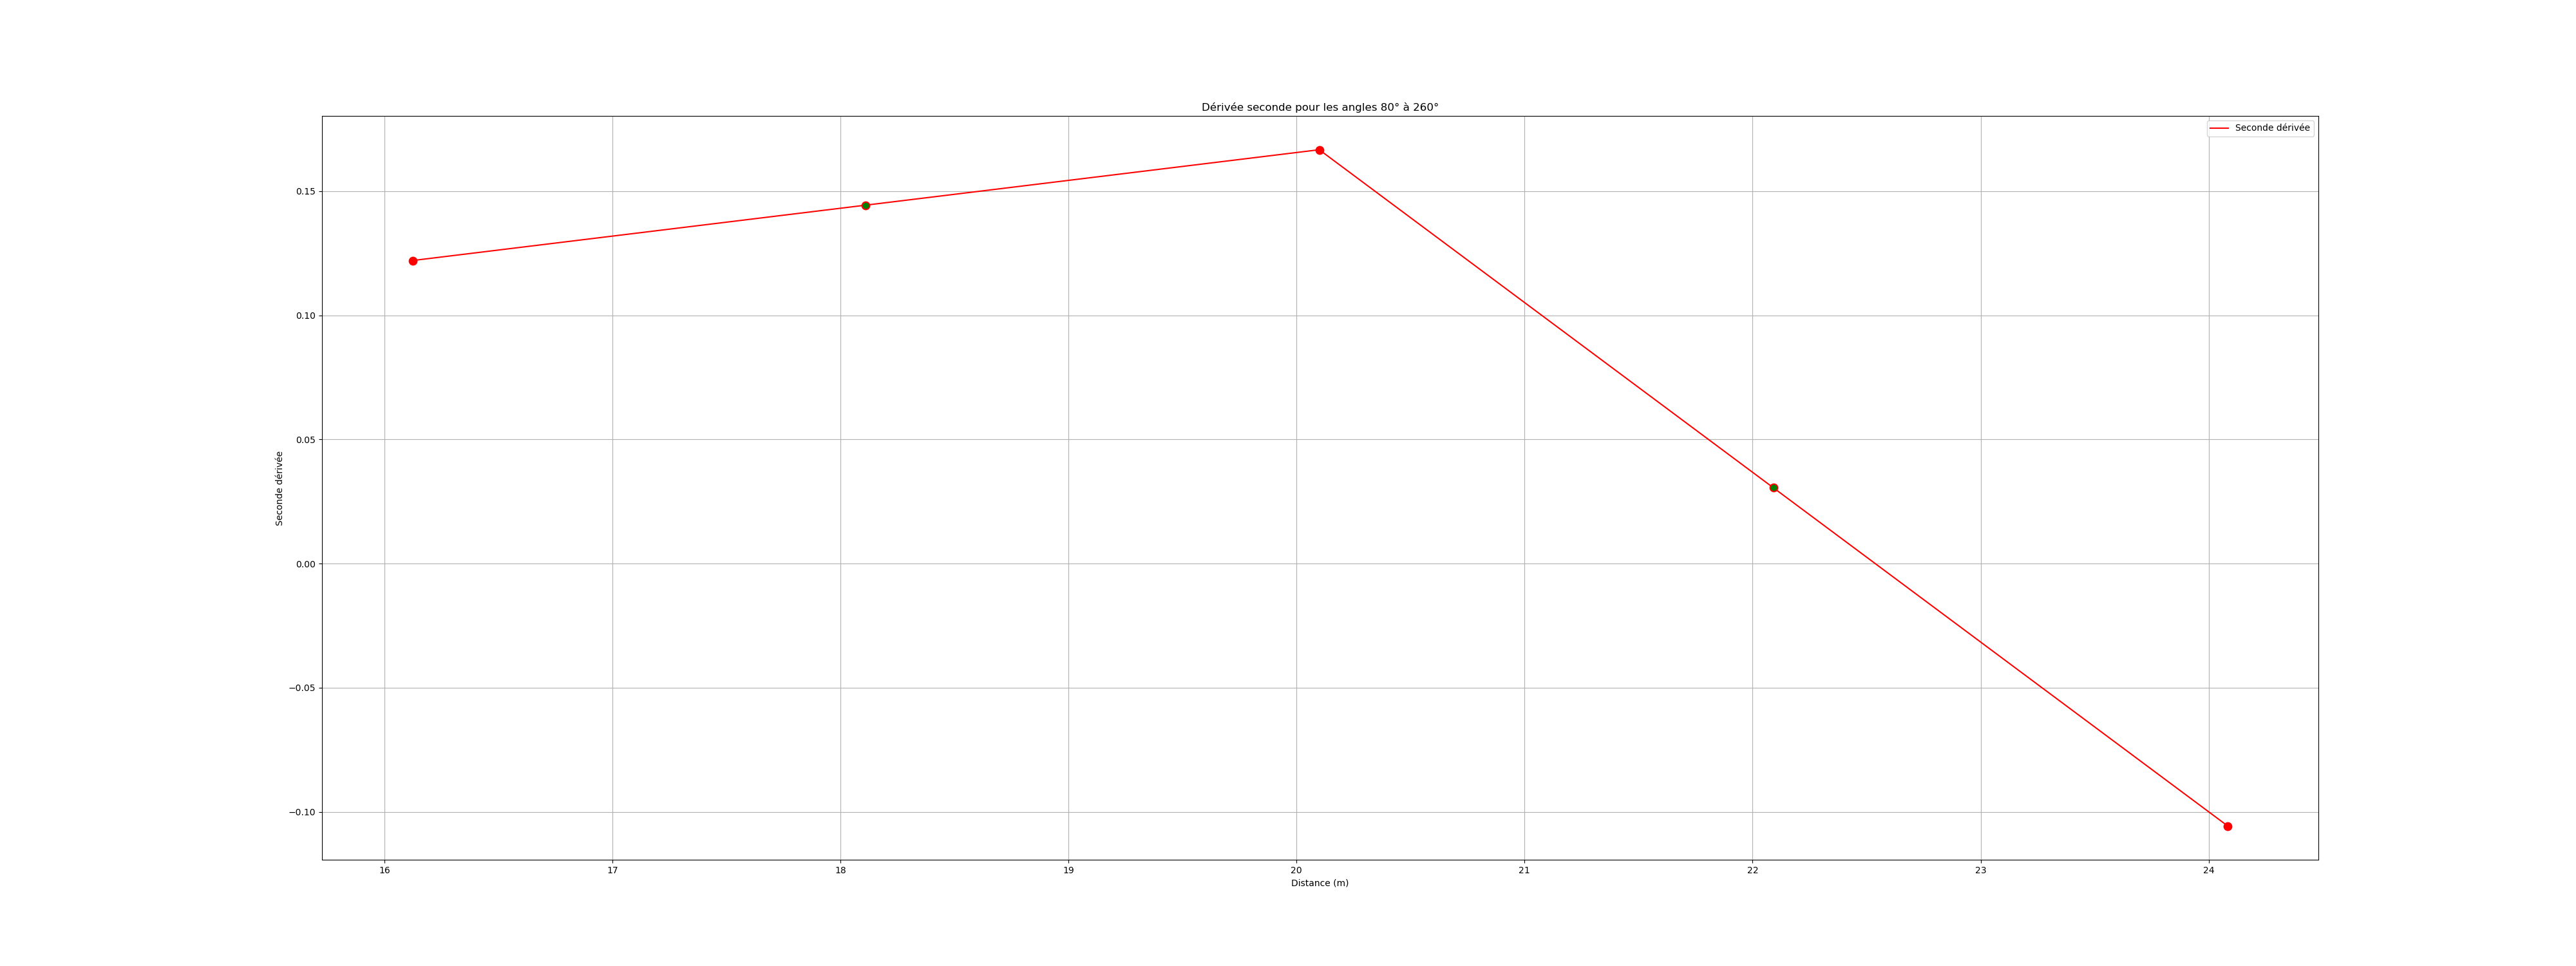 Dérivée seconde pour les angles 80° à 260°
Seconde dérivée
0.15
0.10
0.05
0.00
−0.05
−0.10
Seconde dérivée
16 17 18 19 20 21 22 23 24
Distance (m)